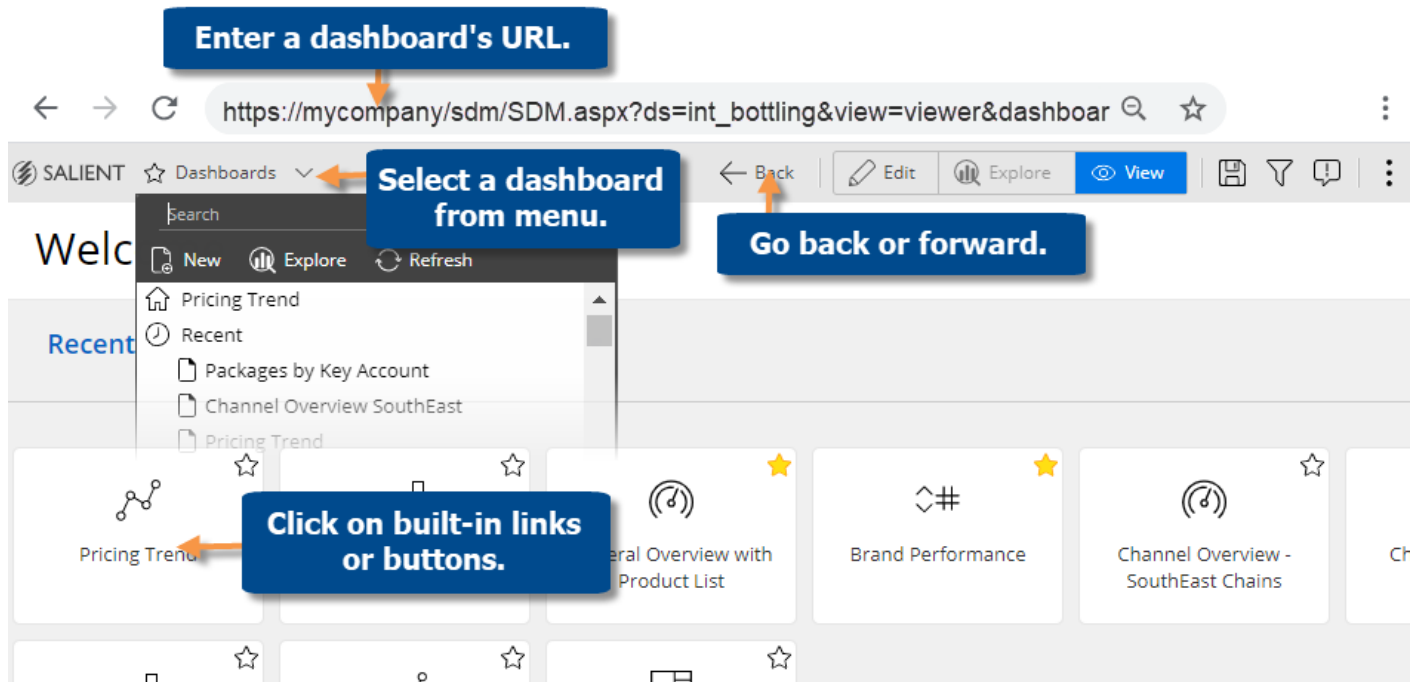 Enter a dashboard's URL.
https://mycompany/sdm/SDM.aspx?ds=int_bottling&view=viewer&dashboar
SALIENT Dashboards
Back Edit Explore View
Select a dashboard
from menu.
Search
Go back or forward.
Welc
New Explore Refresh
Pricing Trend
Recent
Recent
Packages by Key Account
Channel Overview SouthEast
Pricing Trend
Click on built-in links
or buttons.
Pricing Trend
eral Overview with
Product List
Brand Performance
Channel Overview -
SouthEast Chains
Ch